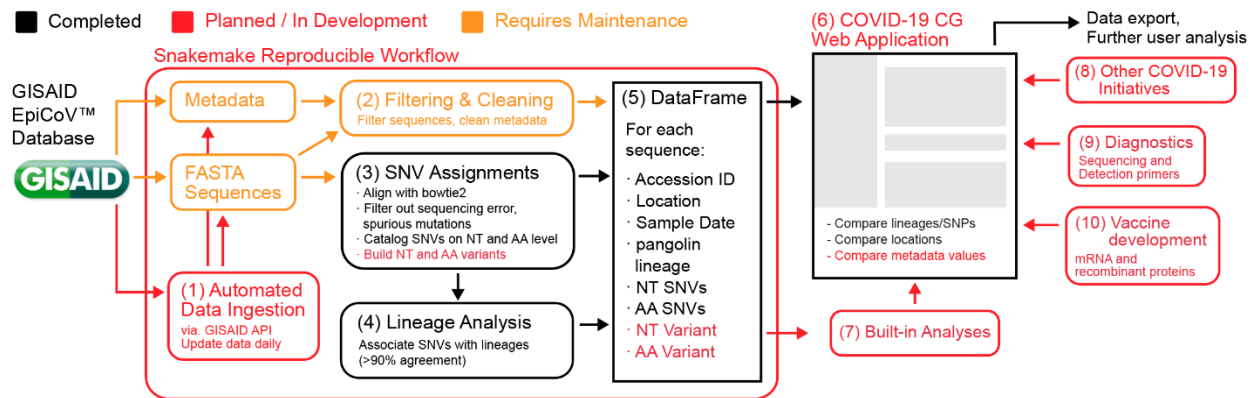 Completed
Planned / In Development
Requires Maintenance
Snakemake Reproducible Workflow
GISAID
EpiCoV™
Database
GISAID
Metadata
FASTA
Sequences
(1) Automated
Data Ingestion
via. GISAID API
Update data daily
(2) Filtering & Cleaning
Filter sequences, clean metadata
(3) SNV Assignments
· Align with bowtie2
· Filter out sequencing error,
spurious mutations
· Catalog SNVs on NT and AA level
· Build NT and AA variants
(4) Lineage Analysis
Associate SNVs with lineages
(>90% agreement)
(5) DataFrame
For each
sequence:
· Accession ID
· Location
· Sample Date
· pangolin
lineage
· NT SNVs
· AA SNVs
· NT Variant
· AA Variant
(6) COVID-19 CG
Web Application
- Compare lineages/SNPs
- Compare locations
- Compare metadata values
(7) Built-in Analyses
Data export,
Further user analysis
(8) Other COVID-19
Initiatives
(9) Diagnostics
Sequencing and
Detection primers
(10) Vaccine
development
mRNA and
recombinant proteins